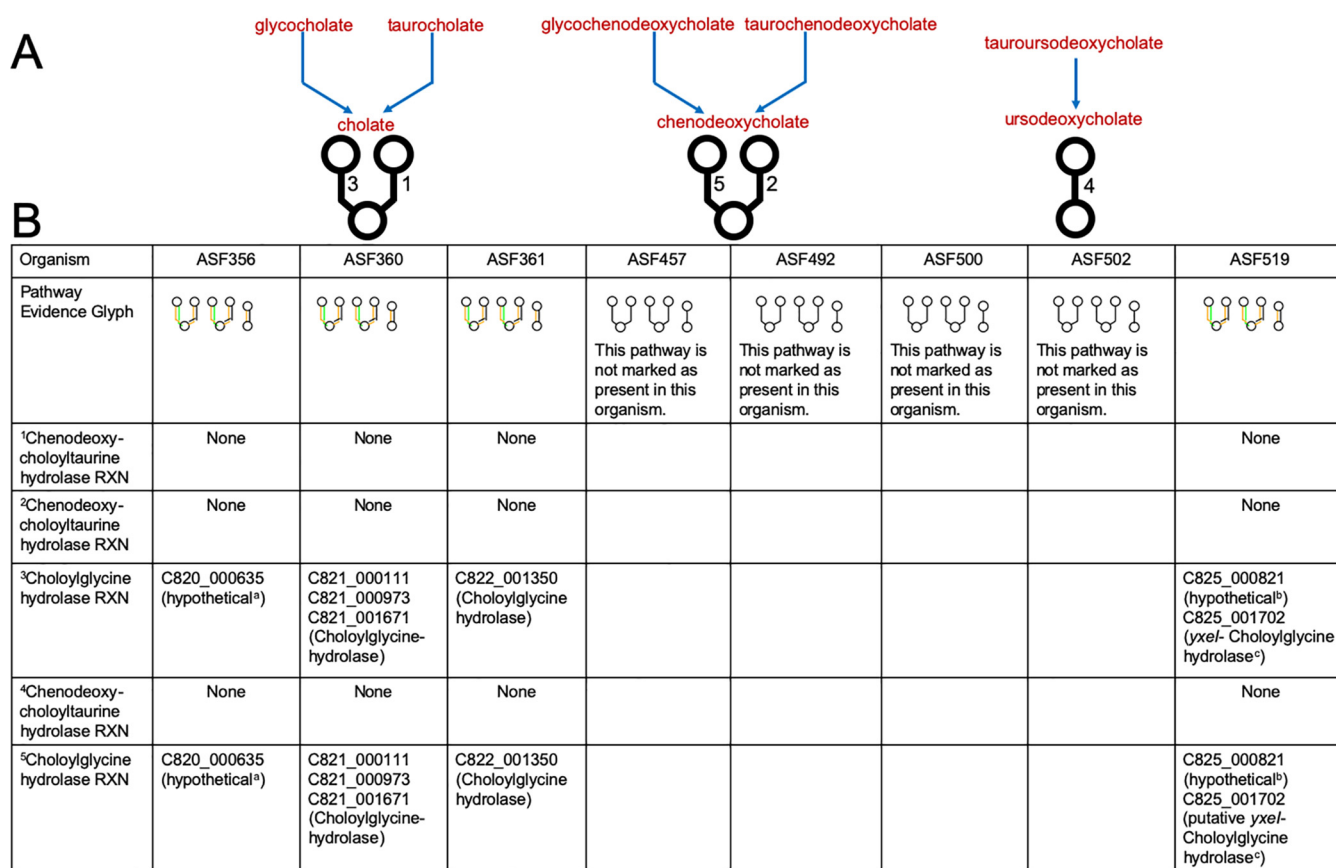 A
glycocholate taurocholate
glycochenodeoxycholate taurochenodeoxycholate
tauroursodeoxycholate
cholate
chenodeoxycholate
ursodeoxycholate
3 1
5 2
4
B
Organism ASF356 ASF360 ASF361 ASF457 ASF492 ASF500 ASF502 ASF519
Pathway
Evidence Glyph
This pathway is
not marked as
present in this
organism.
This pathway is
not marked as
present in this
organism.
This pathway is
not marked as
present in this
organism.
This pathway is
not marked as
present in this
organism.
¹Chenodeoxy-
choloyltaurine
hydrolase RXN
None None None None
²Chenodeoxy-
choloyltaurine
hydrolase RXN
None None None None
³Choloylglycine
hydrolase RXN
C820_000635
(hypotheticalᵃ)
C821_000111
C821_000973
C821_001671
(Choloylglycine-
hydrolase)
C822_001350
(Choloylglycine
hydrolase)
C825_000821
(hypotheticalᵇ)
C825_001702
(yxeI- Choloylglycine
hydrolaseᶜ)
⁴Chenodeoxy-
choloyltaurine
hydrolase RXN
None None None None
⁵Choloylglycine
hydrolase RXN
C820_000635
(hypotheticalᵃ)
C821_000111
C821_000973
C821_001671
(Choloylglycine-
hydrolase)
C822_001350
(Choloylglycine
hydrolase)
C825_000821
(hypotheticalᵇ)
C825_001702
(putative yxeI-
Choloylglycine
hydrolaseᶜ)